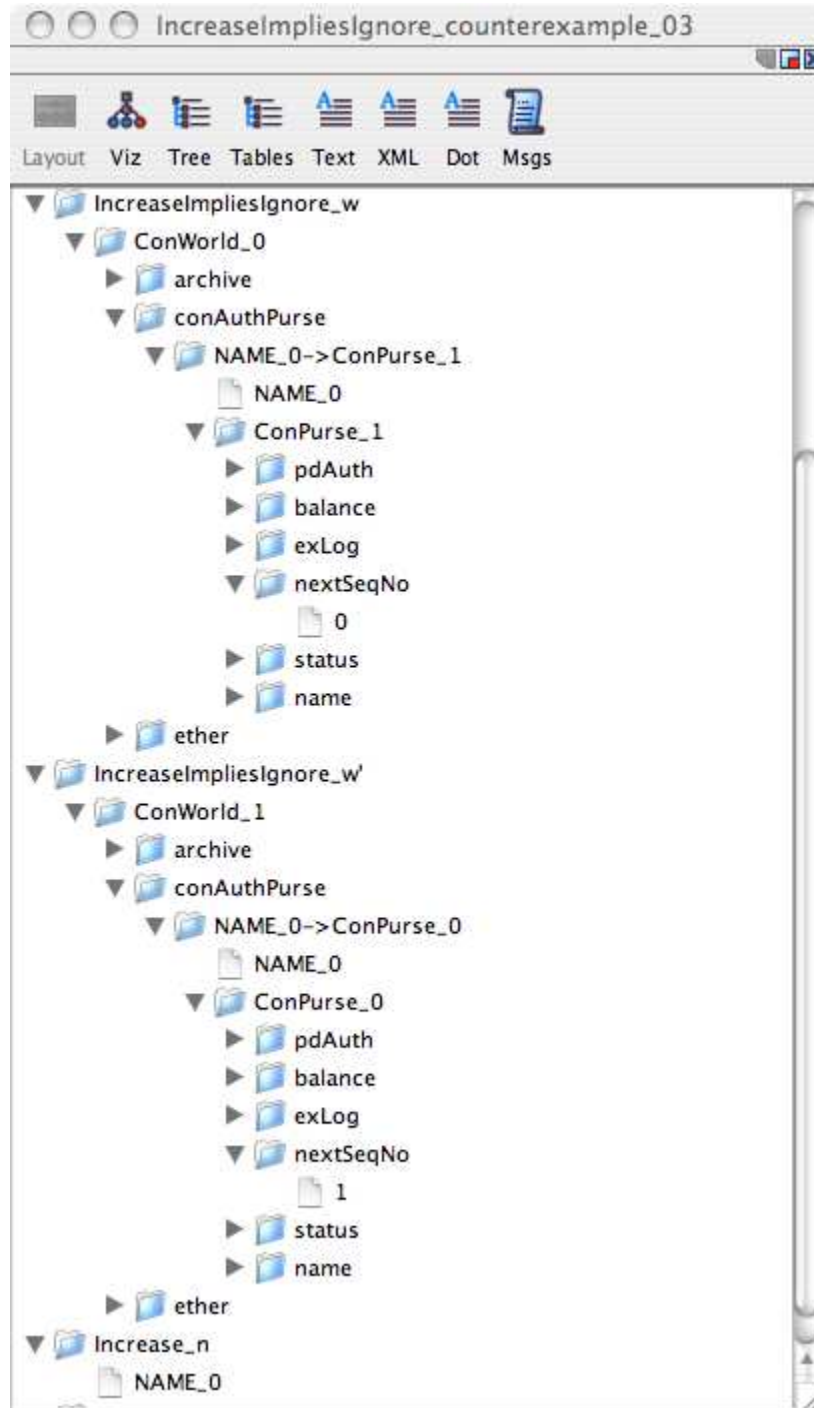 IncreaseImpliesIgnore_counterexample_03
Layout Viz Tree Tables Text XML Dot Msgs
IncreaseImpliesIgnore_w
ConWorld_0
archive
conAuthPurse
NAME_0->ConPurse_1
NAME_0
ConPurse_1
pdAuth
balance
exLog
nextSeqNo
0
status
name
ether
IncreaseImpliesIgnore_w'
ConWorld_1
archive
conAuthPurse
NAME_0->ConPurse_0
NAME_0
ConPurse_0
pdAuth
balance
exLog
nextSeqNo
1
status
name
ether
Increase_n
NAME_0